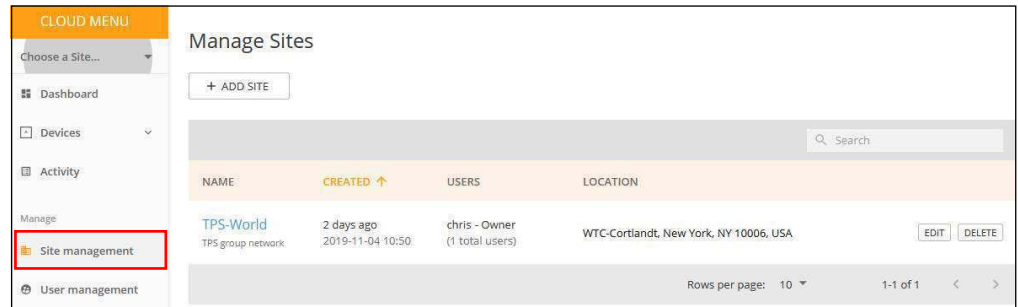 CLOUD MENU
Choose a Site...
Dashboard
Devices
Activity
Manage
Site management
User management
Manage Sites
+ ADD SITE
Search
NAME CREATED ↑ USERS LOCATION
TPS-World 2 days ago chris - Owner WTC-Cortlandt, New York, NY 10006, USA EDIT DELETE
TPS group network 2019-11-04 10:50 (1 total users)
Rows per page: 10 1-1 of 1 < >